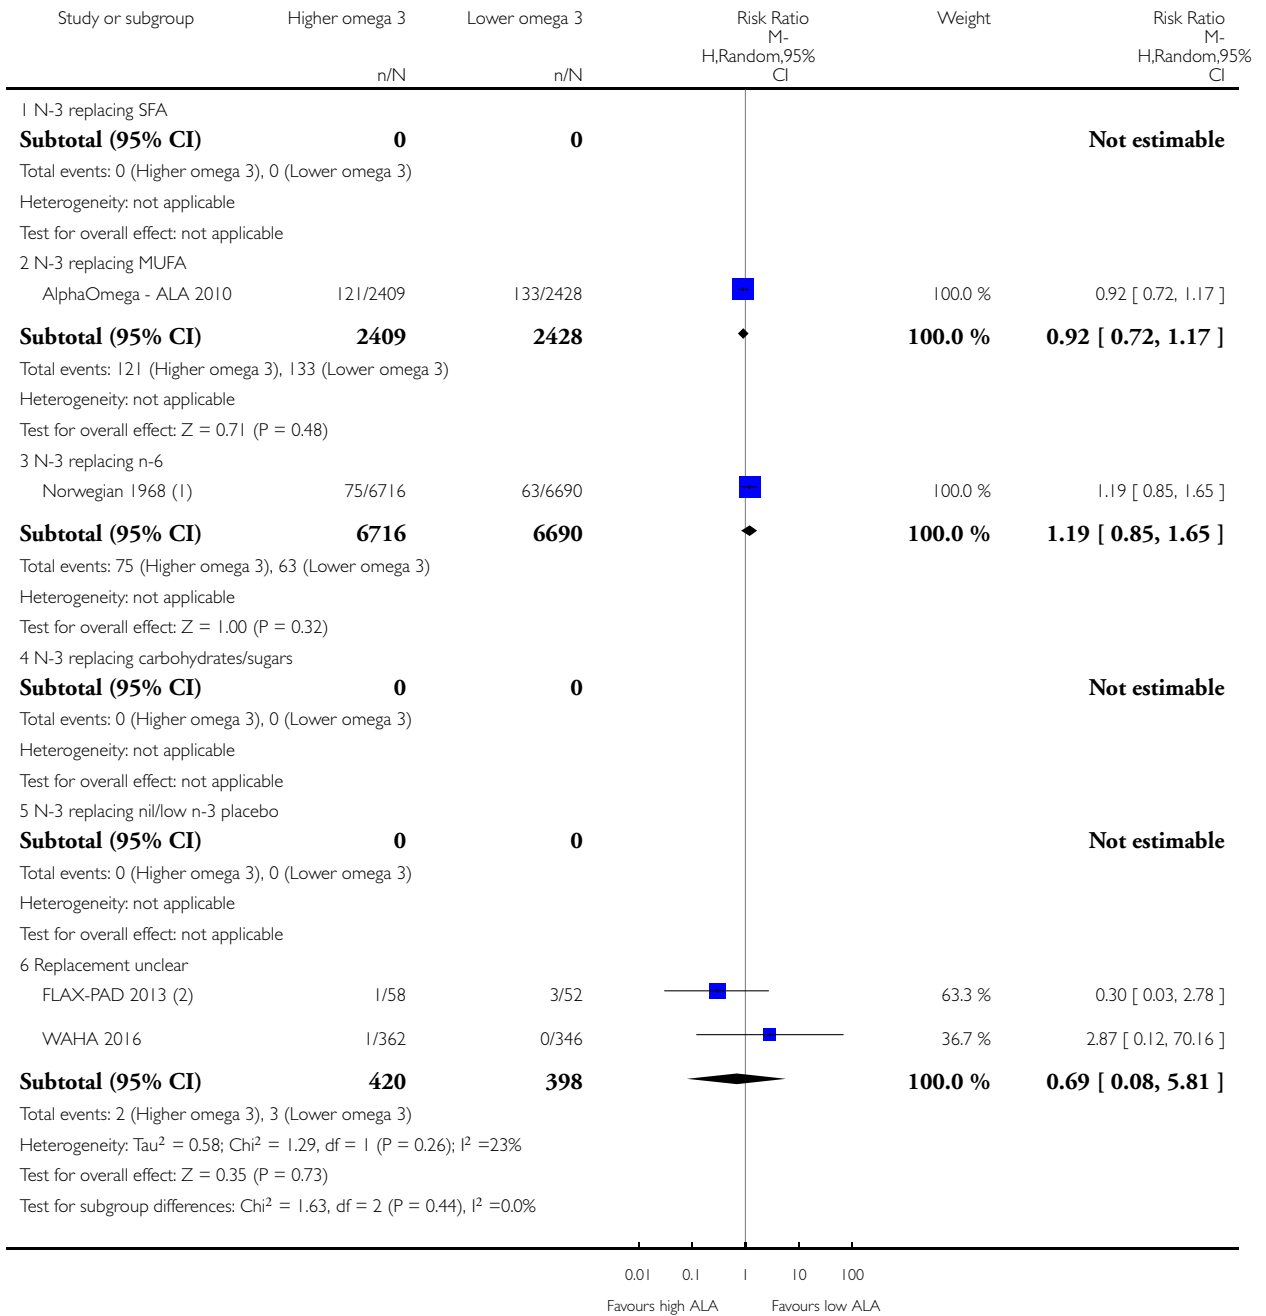 Study or subgroup Higher omega 3 Lower omega 3 Risk Ratio Weight Risk Ratio
M- M-
H,Random,95% H,Random,95%
n/N n/N CI CI
1 N-3 replacing SFA
Subtotal (95% CI) 0 0 Not estimable
Total events: 0 (Higher omega 3), 0 (Lower omega 3)
Heterogeneity: not applicable
Test for overall effect: not applicable
2 N-3 replacing MUFA
AlphaOmega - ALA 2010 121/2409 133/2428 100.0 % 0.92 [ 0.72, 1.17 ]
Subtotal (95% CI) 2409 2428 100.0 % 0.92 [ 0.72, 1.17 ]
Total events: 121 (Higher omega 3), 133 (Lower omega 3)
Heterogeneity: not applicable
Test for overall effect: Z = 0.71 (P = 0.48)
3 N-3 replacing n-6
Norwegian 1968 (1) 75/6716 63/6690 100.0 % 1.19 [ 0.85, 1.65 ]
Subtotal (95% CI) 6716 6690 100.0 % 1.19 [ 0.85, 1.65 ]
Total events: 75 (Higher omega 3), 63 (Lower omega 3)
Heterogeneity: not applicable
Test for overall effect: Z = 1.00 (P = 0.32)
4 N-3 replacing carbohydrates/sugars
Subtotal (95% CI) 0 0 Not estimable
Total events: 0 (Higher omega 3), 0 (Lower omega 3)
Heterogeneity: not applicable
Test for overall effect: not applicable
5 N-3 replacing nil/low n-3 placebo
Subtotal (95% CI) 0 0 Not estimable
Total events: 0 (Higher omega 3), 0 (Lower omega 3)
Heterogeneity: not applicable
Test for overall effect: not applicable
6 Replacement unclear
FLAX-PAD 2013 (2) 1/58 3/52 63.3 % 0.30 [ 0.03, 2.78 ]
WAHA 2016 1/362 0/346 36.7 % 2.87 [ 0.12, 70.16 ]
Subtotal (95% CI) 420 398 100.0 % 0.69 [ 0.08, 5.81 ]
Total events: 2 (Higher omega 3), 3 (Lower omega 3)
Heterogeneity: Tau² = 0.58; Chi² = 1.29, df = 1 (P = 0.26); I² =23%
Test for overall effect: Z = 0.35 (P = 0.73)
Test for subgroup differences: Chi² = 1.63, df = 2 (P = 0.44), I² =0.0%
0.01 0.1 1 10 100
Favours high ALA Favours low ALA